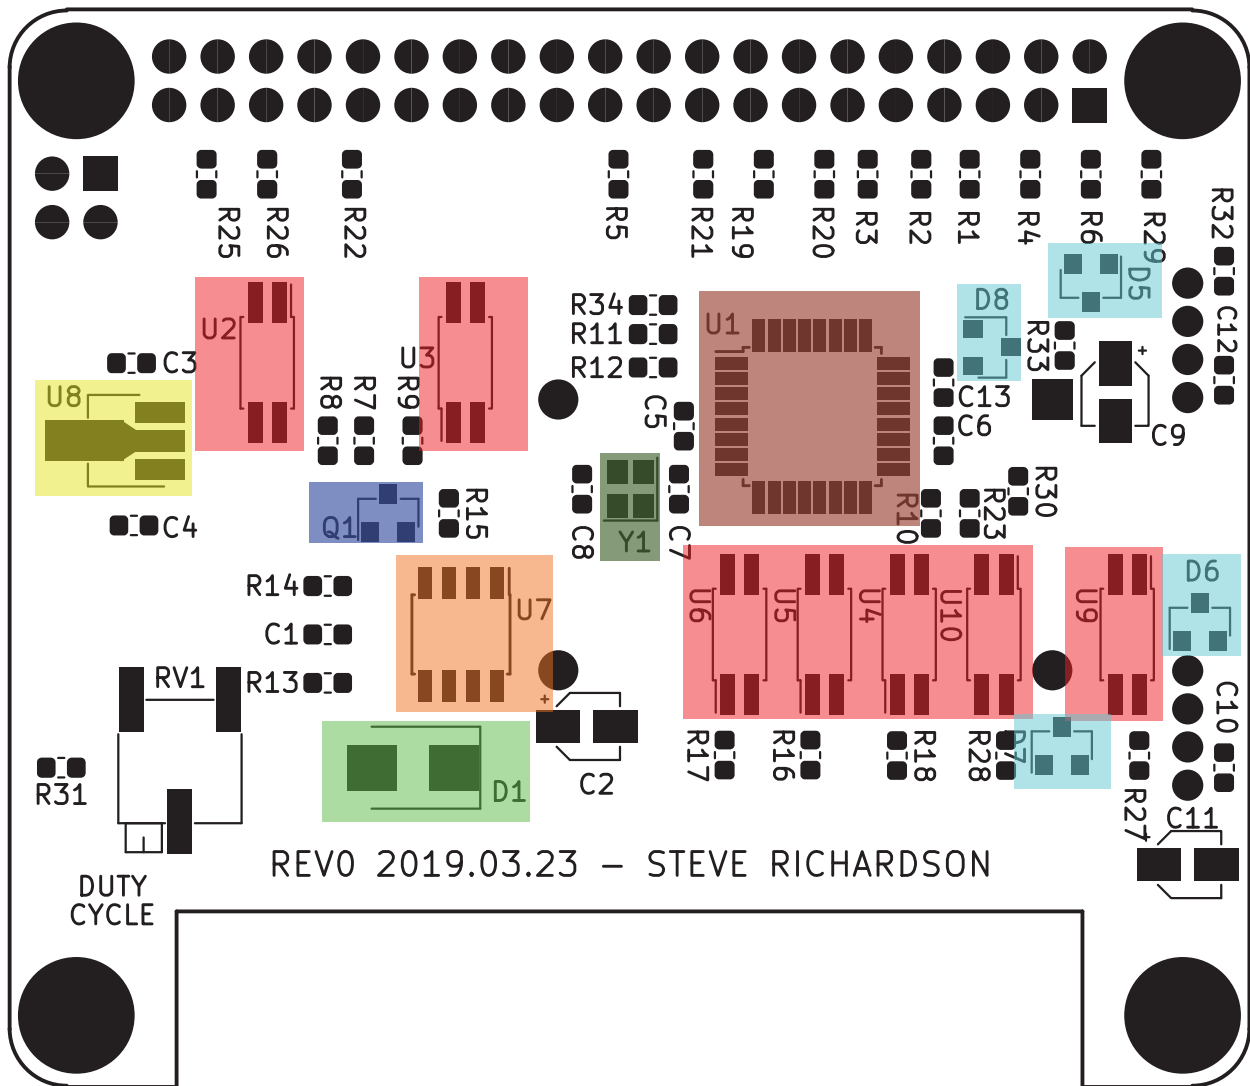 R25
R26
R22
R5
R21
R19
R20
R3
R2
R1
R4
R6
R29
R32
D5
D8
U2
U3
R34
R11
R12
U1
R33
+
C12
C3
U8
R8
R7
R9
C5
C13
C6
C9
Q1
R15
C8
Y1
C7
R10
R23
R30
C4
R14
C1
R13
U7
U6
U5
U4
U10
U9
D6
RV1
+
C2
R17
R16
R18
R28
D7
C10
R31
D1
R27
C11
+
REV0 2019.03.23 – STEVE RICHARDSON
DUTY
CYCLE